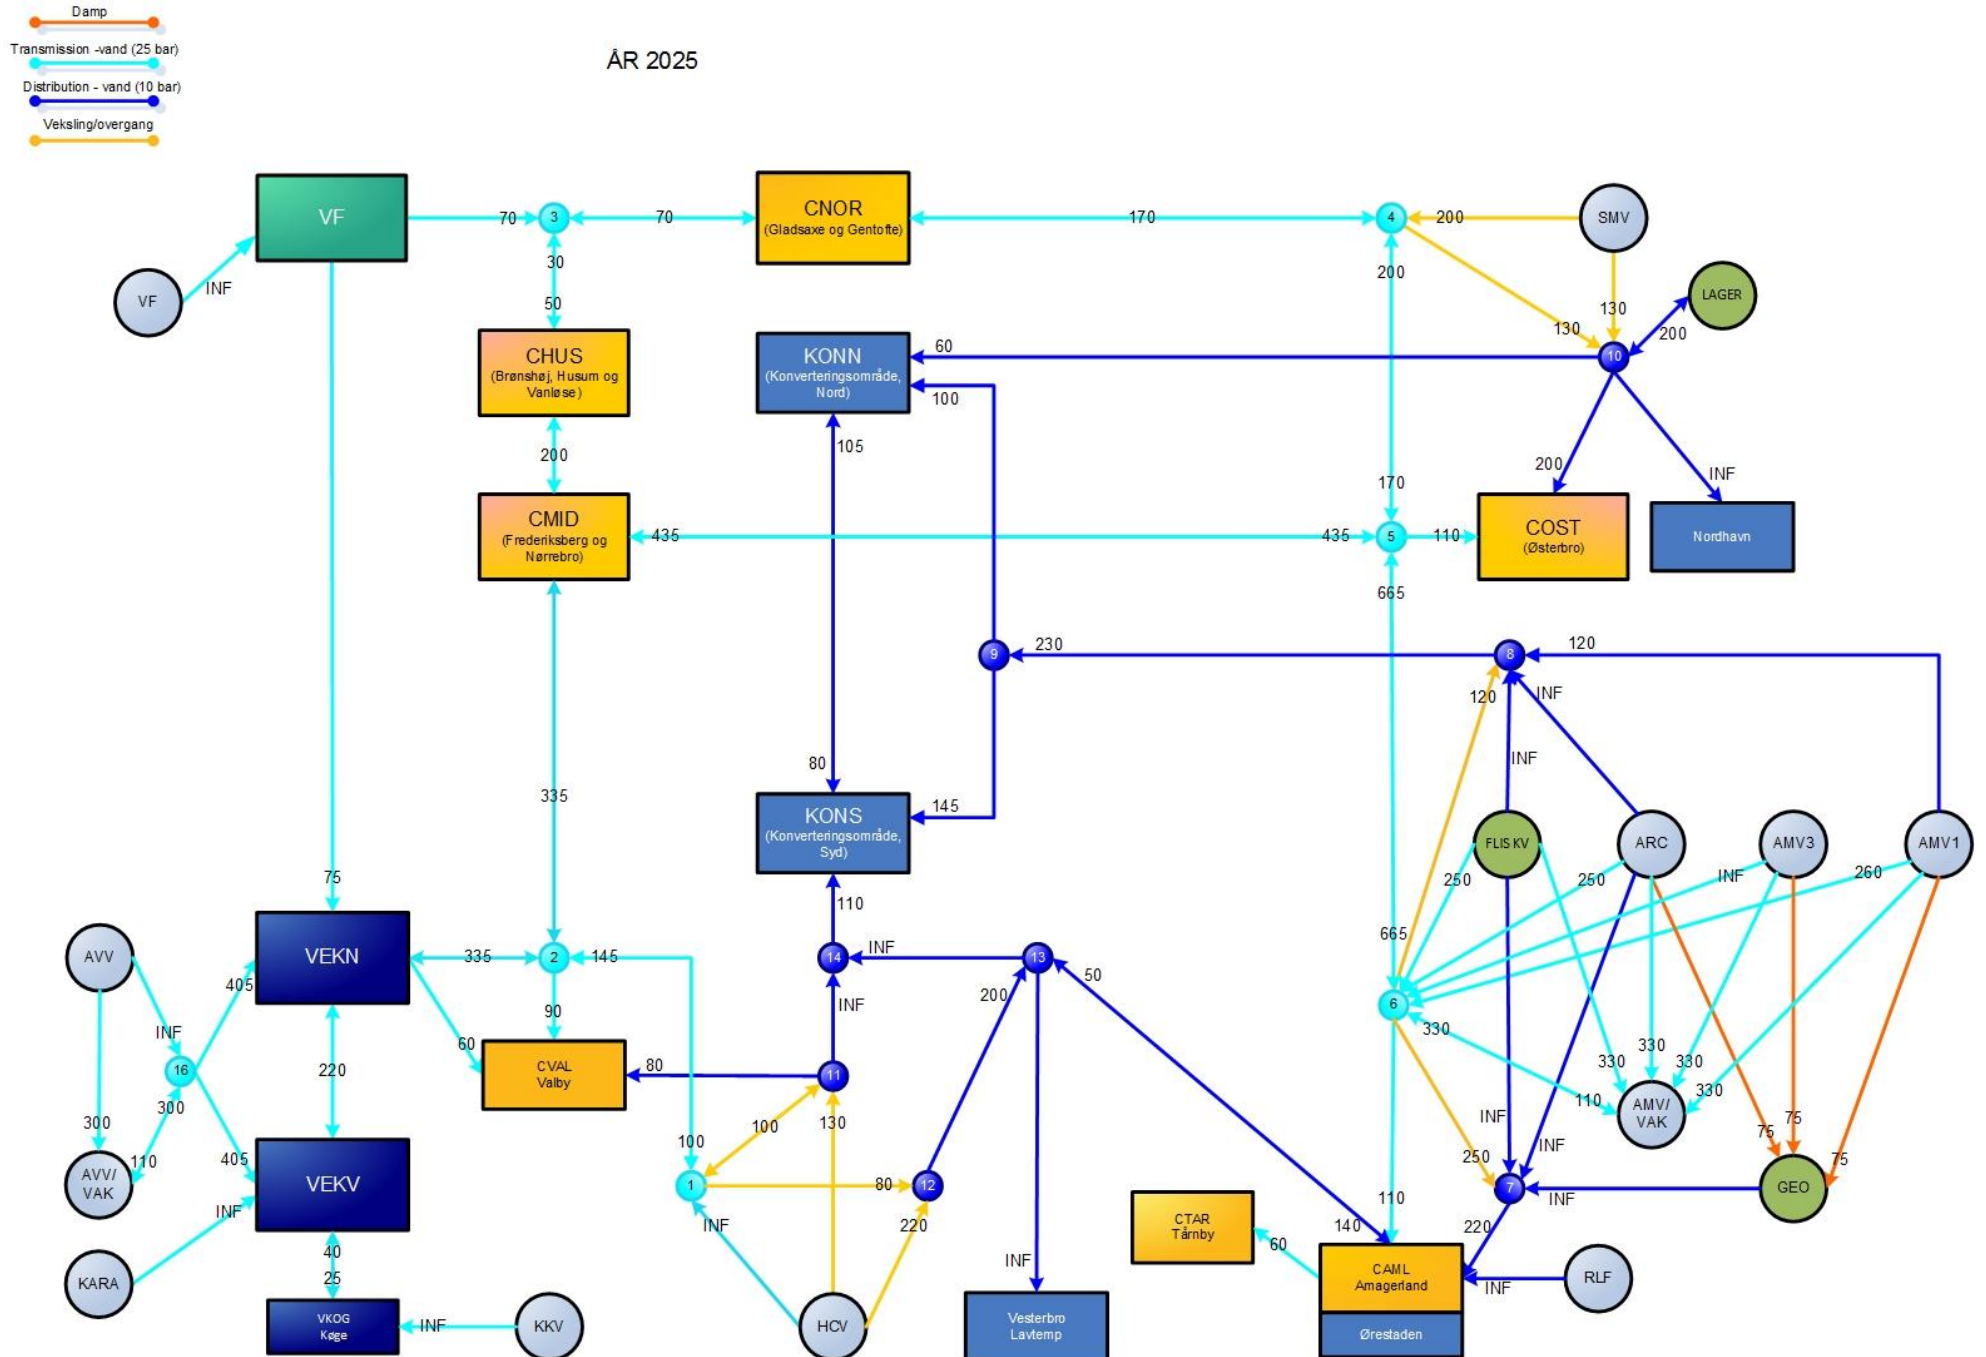 Damp
Transmission -vand (25 bar)
ÅR 2025
Distribution - vand (10 bar)
Veksling/overgang
VF
70
3
70
CNOR
(Gladsaxe og Gentofte)
170
4
200
SMV
30
200
VF
INF
50
130
130
LAGER
200
CHUS
(Brønshøj, Husum og
Vanløse)
KONN
(Konverteringsområde,
Nord)
60
100
10
105
200
200
INF
170
CMID
(Frederiksberg og
Nørrebro)
435
435
5
110
COST
(Østerbro)
Nordhavn
665
9
230
8
120
120
INF
INF
335
80
KONS
(Konverteringsområde,
Syd)
145
FLIS KV
ARC
AMV3
AMV1
250
250
INF
260
75
110
665
AVV
VEKN
335
2
145
14
INF
13
50
405
INF
90
INF
200
6
330
330
330
330
330
60
16
220
CVAL
Valby
80
11
300
300
100
130
110
AMV/
VAK
INF
INF
75
75
75
AVV/
VAK
110
405
VEKV
100
1
80
12
250
7
INF
GEO
INF
INF
220
110
140
220
CTAR
Tårnby
60
KARA
40
25
INF
CAML
Amagerland
INF
RLF
VKOG
Køge
INF
KKV
HCV
Vesterbro
Lavtemp
Ørestaden